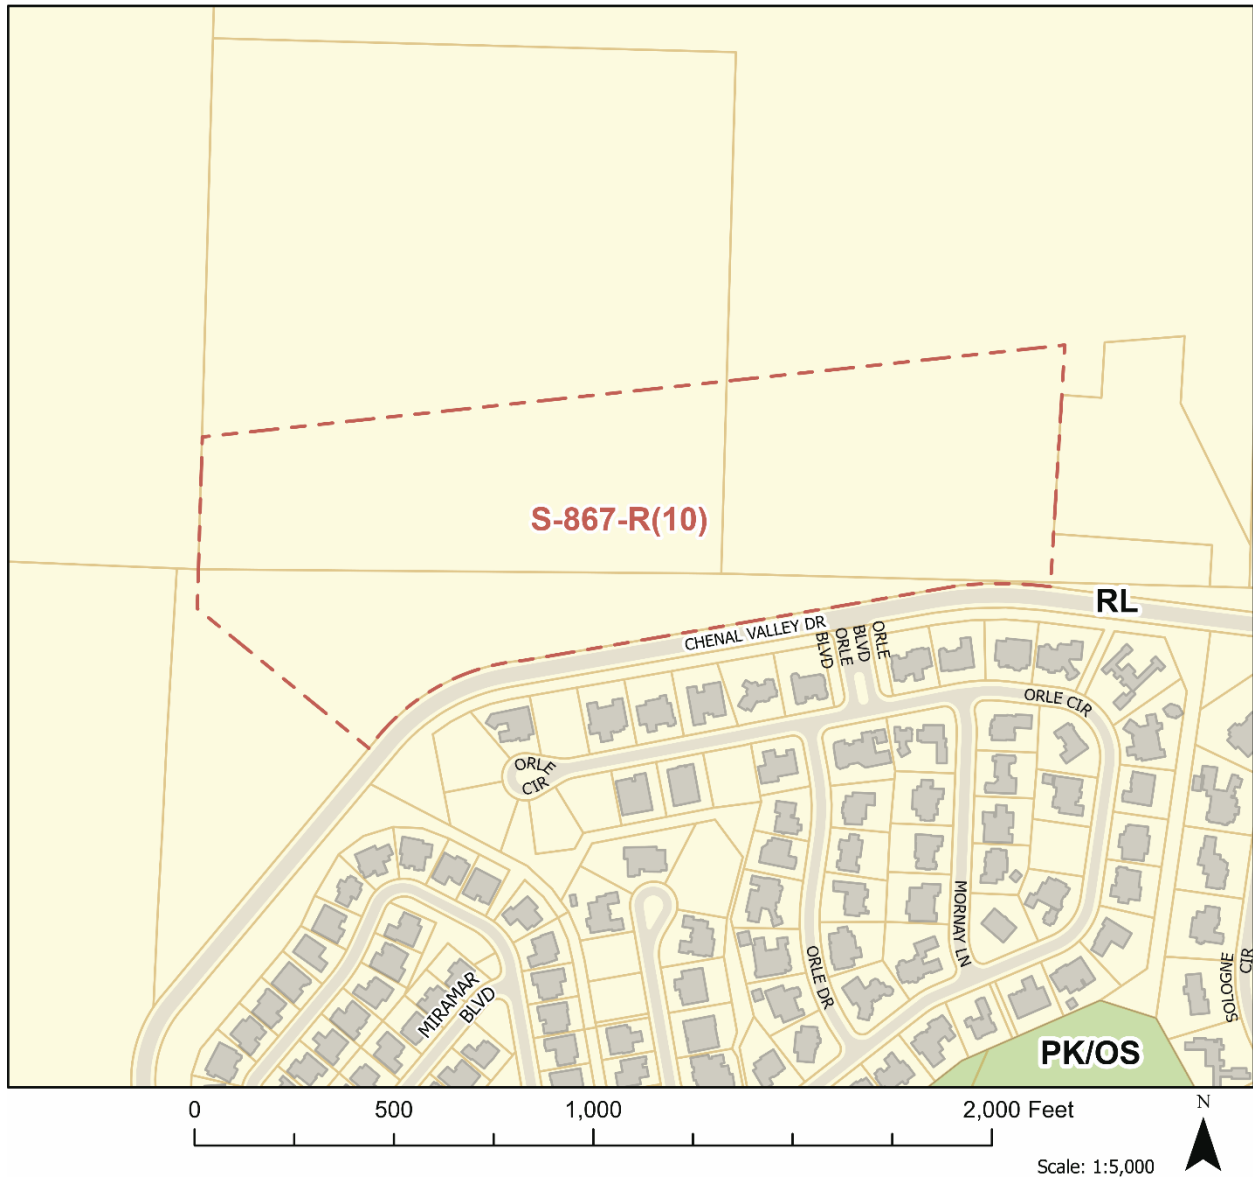 S-867-R(10)
RL
CHENAL VALLEY DR
ORLE
BLVD
ORLE
BLVD
ORLE CIR
ORLE
CIR
MORNAY LN
ORLE DR
MIRAMAR
BLVD
SOLOGNE
CIR
PK/OS
0 500 1,000 2,000 Feet
N
Scale: 1:5,000